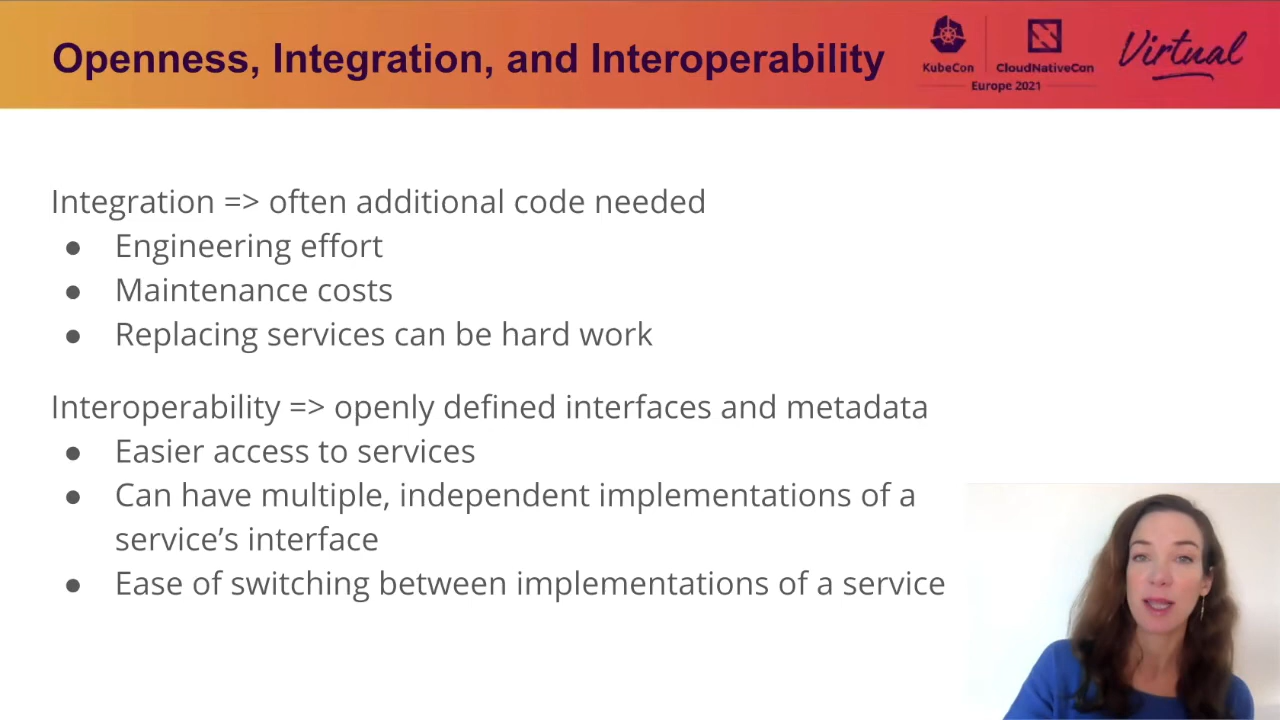 Openness, Integration, and Interoperability
KubeCon
CloudNativeCon
Europe 2021
Virtual
Integration => often additional code needed
● Engineering effort
● Maintenance costs
● Replacing services can be hard work
Interoperability => openly defined interfaces and metadata
● Easier access to services
● Can have multiple, independent implementations of a
service’s interface
● Ease of switching between implementations of a service